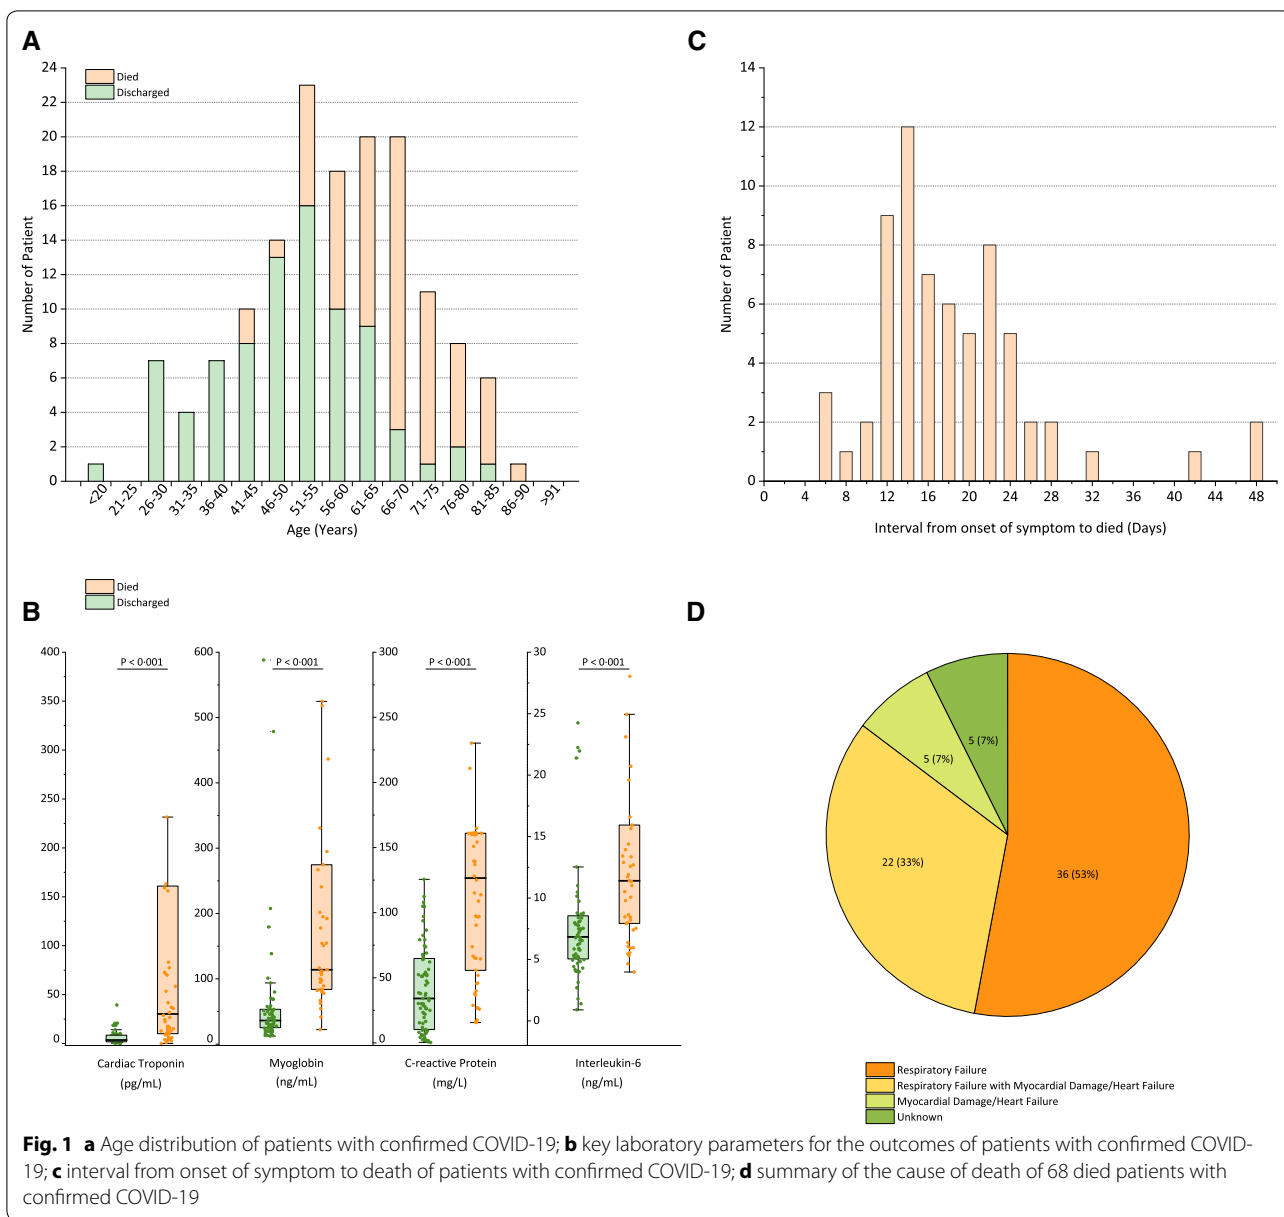 A
24
22
20
18
16
14
12
10
8
6
4
2
0
Number of Patient
Died
Discharged
<20
21-25
26-30
31-35
36-40
41-45
46-50
51-55
56-60
61-65
66-70
71-75
76-80
81-85
86-90
>91
Age (Years)
C
14
12
10
8
6
4
2
0
Number of Patient
0
4
8
12
16
20
24
28
32
36
40
44
48
Interval from onset of symptom to died (Days)
Died
Discharged
B
400
350
300
250
200
150
100
50
0
P < 0·001
Cardiac Troponin
(pg/mL)
600
500
400
300
200
100
0
P < 0·001
Myoglobin
(ng/mL)
300
250
200
150
100
50
0
P < 0·001
C-reactive Protein
(mg/L)
30
25
20
15
10
5
0
P < 0·001
Interleukin-6
(ng/mL)
D
5 (7%)
5 (7%)
22 (33%)
36 (53%)
Respiratory Failure
Respiratory Failure with Myocardial Damage/Heart Failure
Myocardial Damage/Heart Failure
Unknown
Fig. 1 a Age distribution of patients with confirmed COVID-19; b key laboratory parameters for the outcomes of patients with confirmed COVID-
19; c interval from onset of symptom to death of patients with confirmed COVID-19; d summary of the cause of death of 68 died patients with
confirmed COVID-19